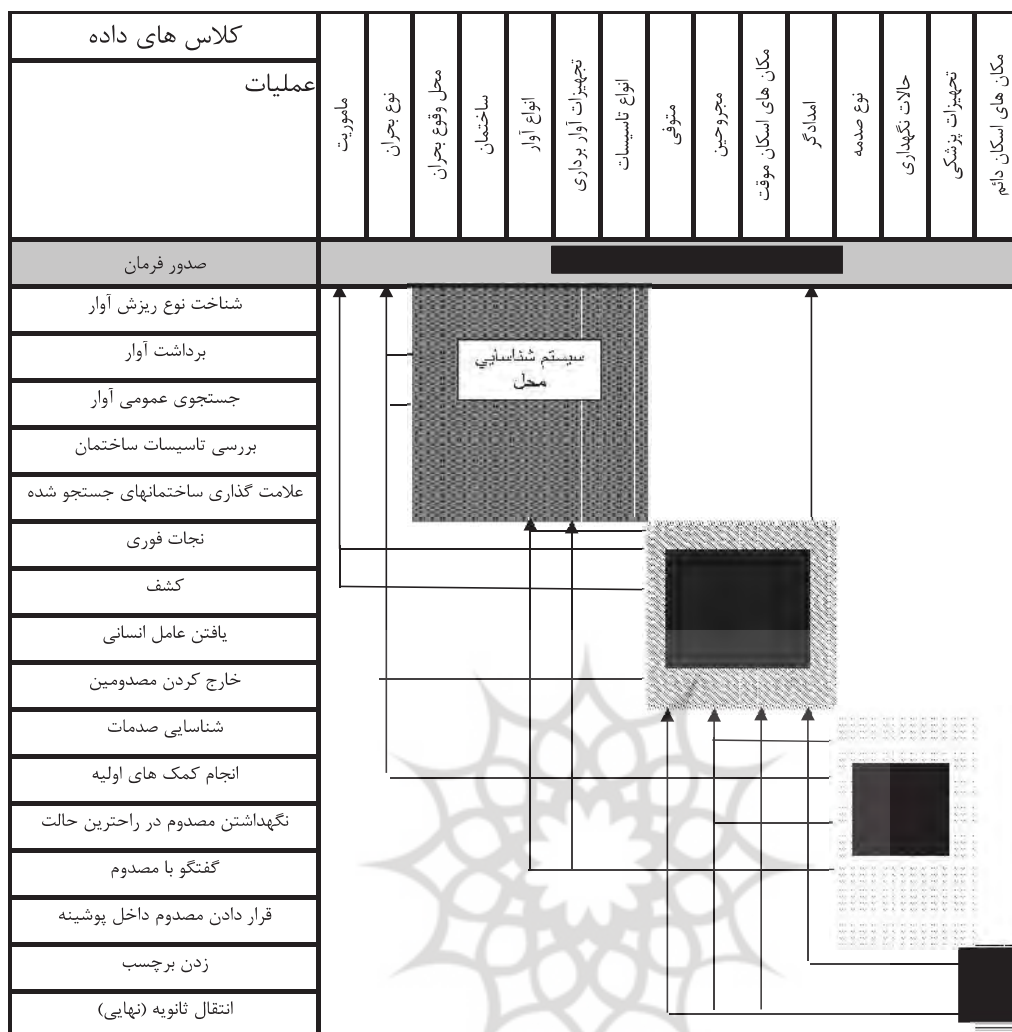 کلاس های داده
عملیات
ماموریت
نوع بحران
محل وقوع بحران
ساختمان
انواع آوار
تجهیزات آوار برداری
انواع تاسیسات
متوفی
مجروحین
مکان های اسکان موقت
امدادگر
نوع صدمه
حالات نگهداری
تجهیزات پزشکی
مکان های اسکان دائم
صدور فرمان
شناخت نوع ریزش آوار
برداشت آوار
جستجوی عمومی آوار
بررسی تاسیسات ساختمان
علامت گذاری ساختمانهای جستجو شده
نجات فوری
کشف
یافتن عامل انسانی
خارج کردن مصدومین
شناسایی صدمات
انجام کمک های اولیه
نگهداشتن مصدوم در راحترین حالت
گفتگو با مصدوم
قرار دادن مصدوم داخل پوشینه
زدن برچسب
انتقال ثانویه (نهایی)
سیستم شناسایي
محل